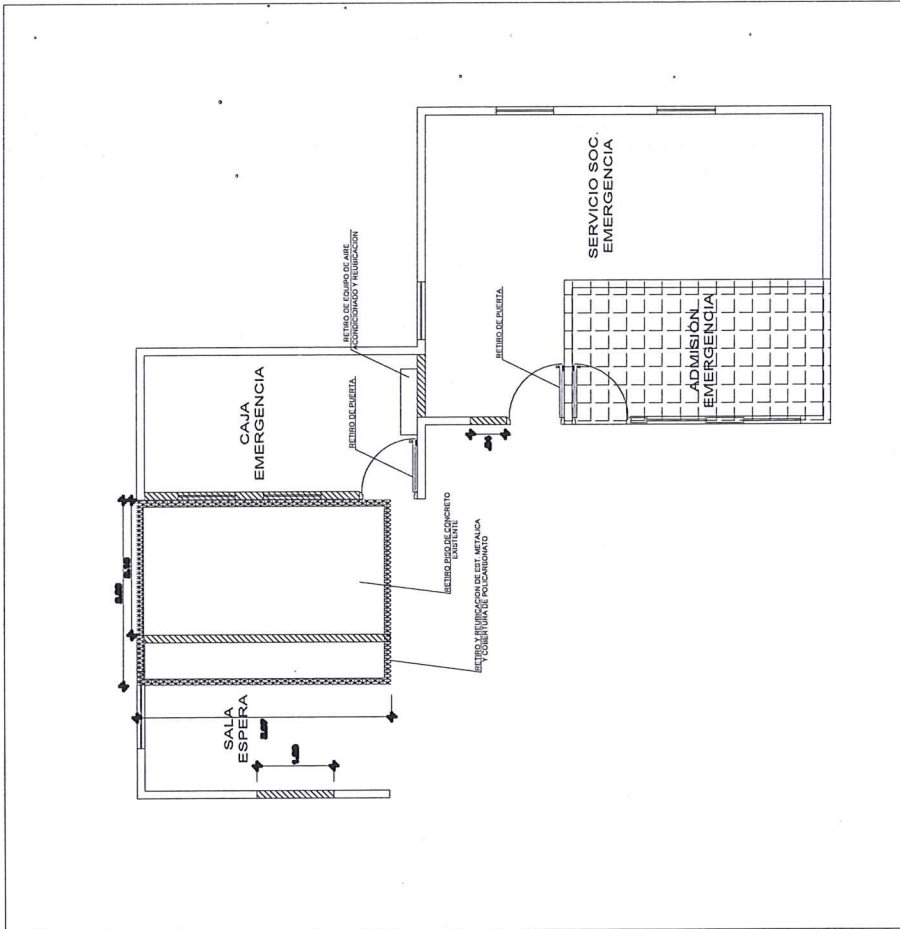 SALA
ESPERA
CAJA
EMERGENCIA
SERVICIO SOC.
EMERGENCIA
ADMISIÓN
EMERGENCIA
RETIRO DE EQUIPO DE AIRE
ACONDICIONADO Y REUBICACION
RETIRO DE PUERTA
RETIRO DE PUERTA
RETIRO PISO DE CONCRETO
EXISTENTE
RETIRO Y REUBICACION DE EST. METALICA
Y COBERTURA DE POLICARBONATO